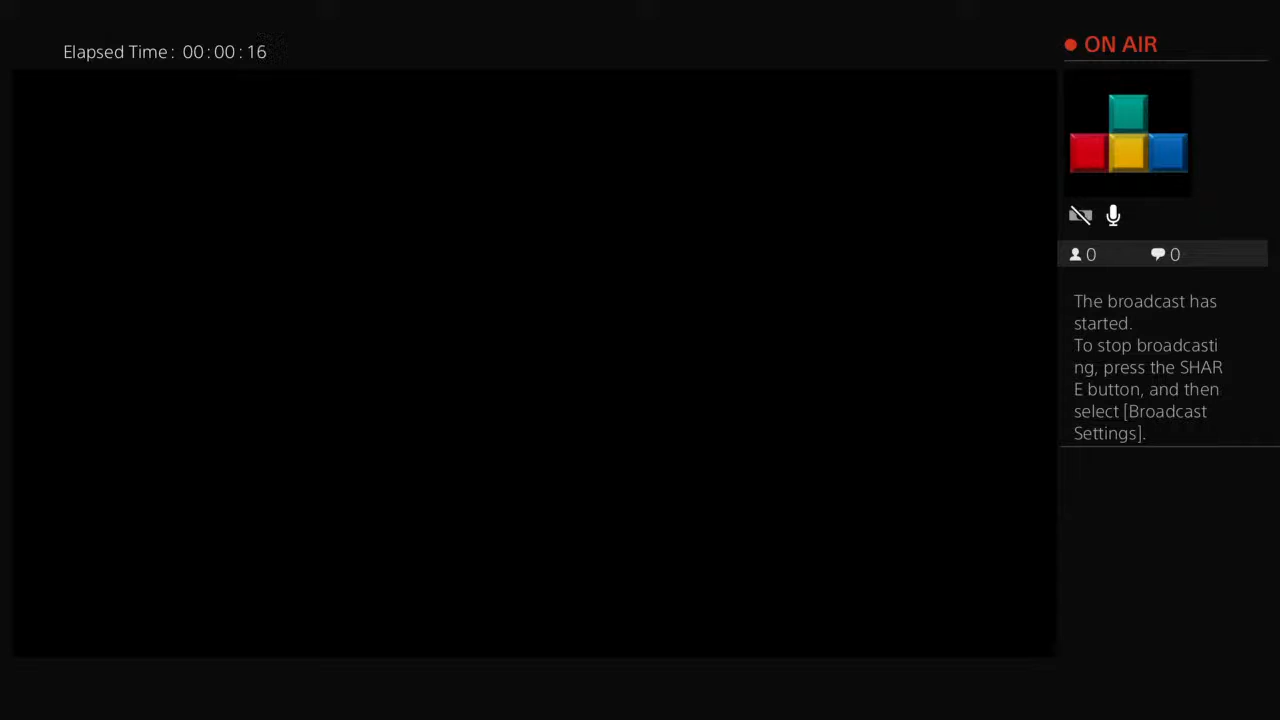 Elapsed Time: 00:00:16
ON AIR
0
0
The broadcast has
started.
To stop broadcasti
ng, press the SHAR
E button, and then
select [Broadcast
Settings].